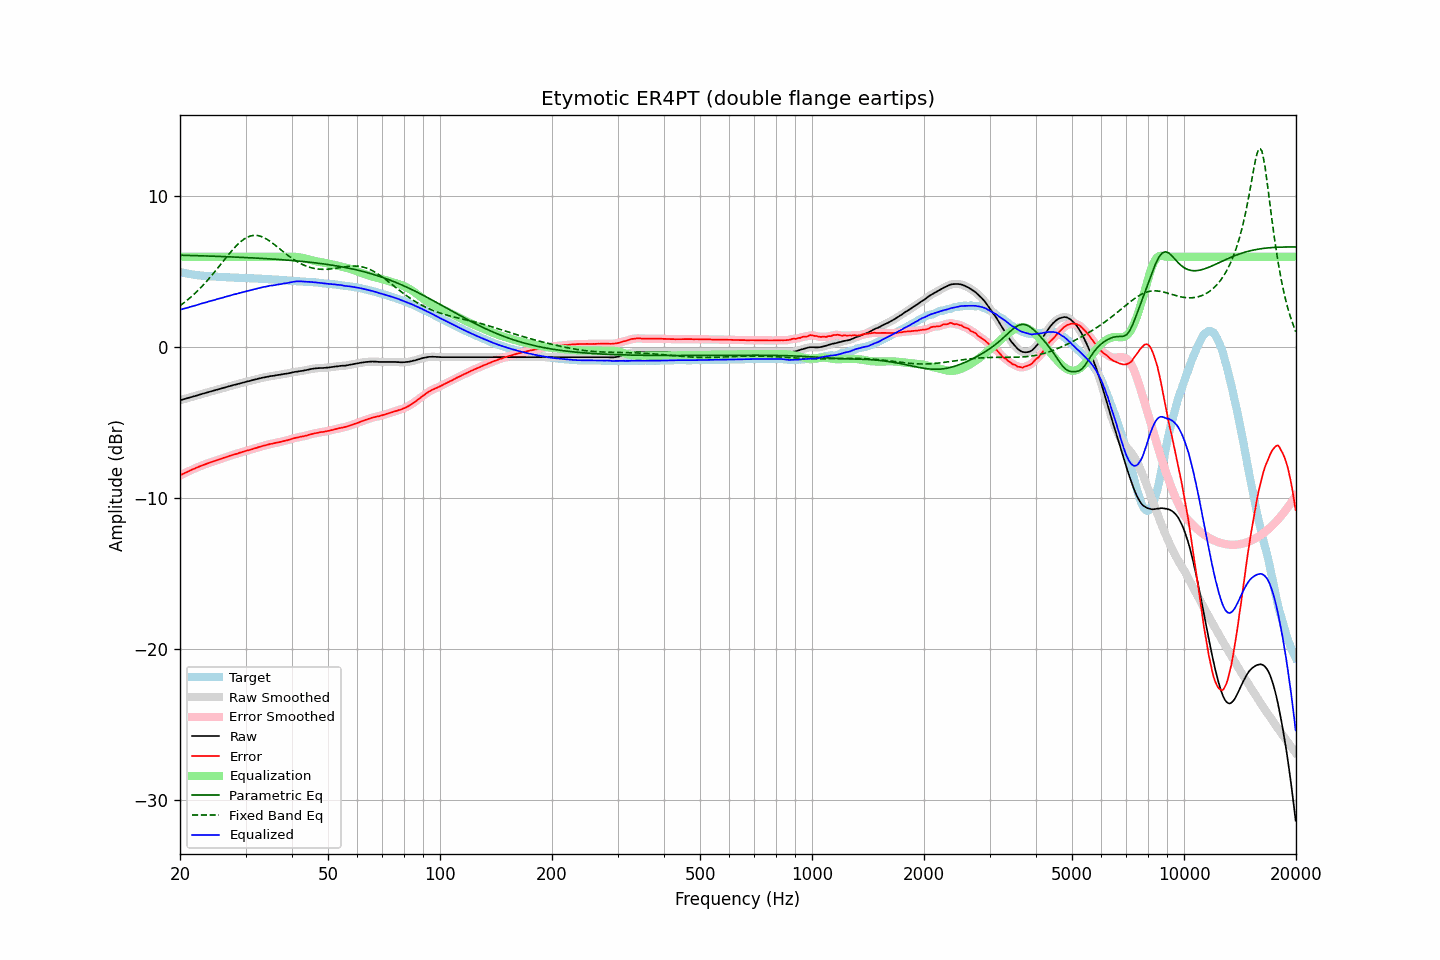 Etymotic ER4PT (double flange eartips)
10
0
−10
−20
−30
Amplitude (dBr)
Target
Raw Smoothed
Error Smoothed
Raw
Error
Equalization
Parametric Eq
Fixed Band Eq
Equalized
20 50 100 200 500 1000 2000 5000 10000 20000
Frequency (Hz)